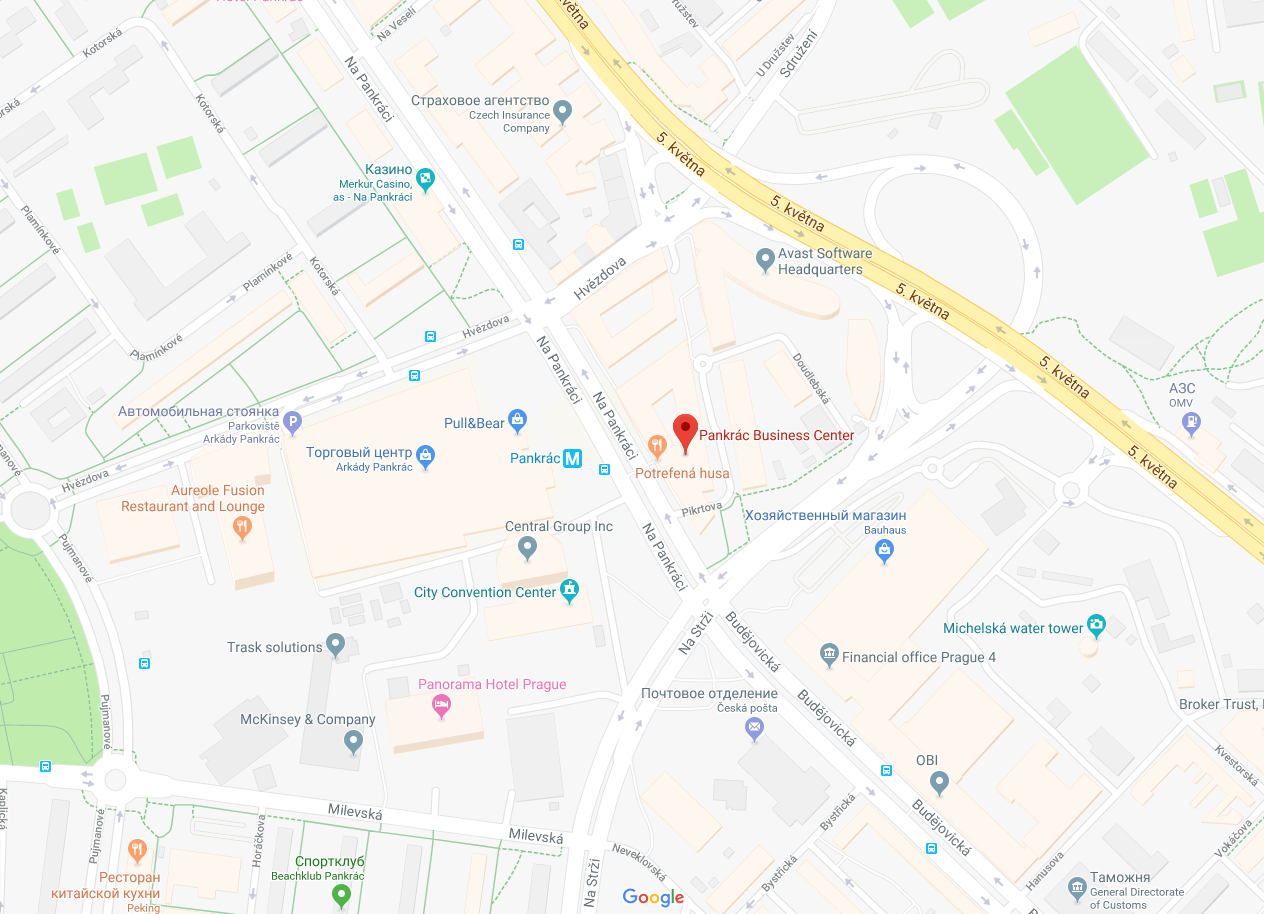 Hotel Pankrác
Na Veselí
Kotorská
Na Pankráci
5. května
Družstevní
U Družstev
Sdružení
Страховое агентство
Czech Insurance
Company
Kotorská
5. května
Казино
Merkur Casino,
as - Na Pankráci
5. května
Plamínkové
Kotorská
Plamínkové
Hvězdova
Avast Software
Headquarters
5. května
Hvězdova
Plamínkové
Na Pankráci
Doudlebská
5. května
АЗС
OMV
Автомобильная стоянка
Parkoviště
Arkády Pankrác
P
Pull&Bear
Na Pankráci
Pankrác Business Center
Торговый центр
Arkády Pankrác
Pankrác
M
Potrefená husa
5. května
Hvězdova
Aureole Fusion
Restaurant and Lounge
Pikrtova
Хозяйственный магазин
Bauhaus
Central Group Inc
Na Pankráci
Pujmanové
City Convention Center
Na Strži
Budějovická
Michelská water tower
Trask solutions
Financial office Prague 4
Panorama Hotel Prague
Почтовое отделение
Česká pošta
Budějovická
Broker Trust,
Pujmanové
McKinsey & Company
OBI
Kvestorská
Kaplická
Milevská
Milevská
Bystřická
Budějovická
Pujmanové
Horáčkova
Vokáčova
Спортклуб
Beachklub Pankrác
Neveklovská
Bystřická
Na Strži
Hanusova
Ресторан
китайской кухни
Peking
Таможня
General Directorate
of Customs
Google